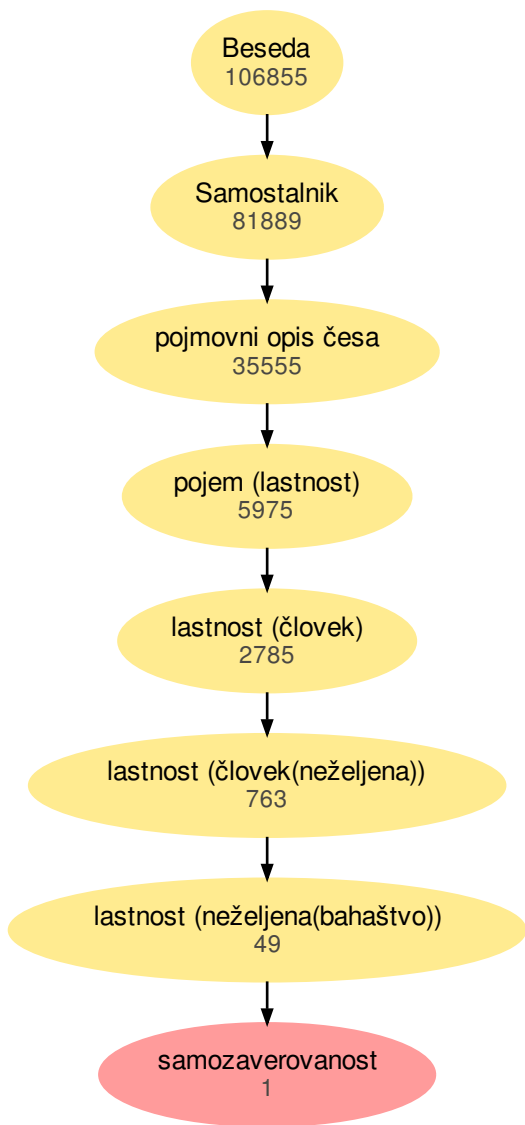 Beseda
106855
Samostalnik
81889
pojmovni opis česa
35555
pojem (lastnost)
5975
lastnost (človek)
2785
lastnost (človek(neželjena))
763
lastnost (neželjena(bahaštvo))
49
samozaverovanost
1